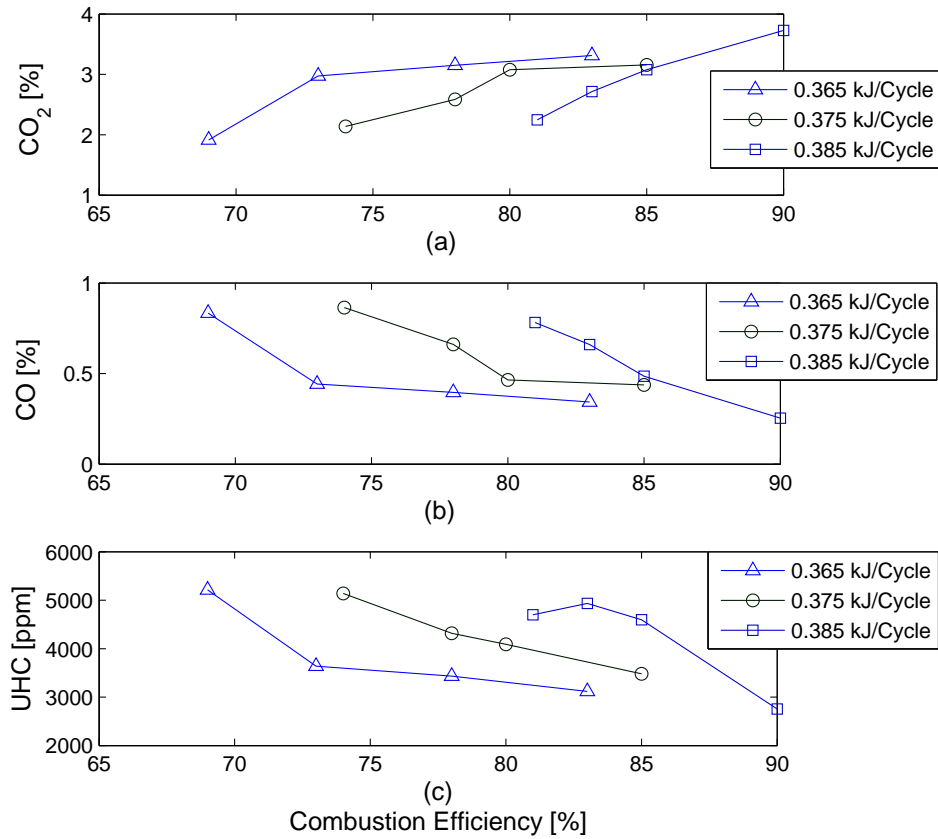 4
3
2
1
CO2 [%]
65 70 75 80 85 90
(a)
0.365 kJ/Cycle
0.375 kJ/Cycle
0.385 kJ/Cycle
1
0.5
0
CO [%]
65 70 75 80 85 90
(b)
0.365 kJ/Cycle
0.375 kJ/Cycle
0.385 kJ/Cycle
6000
5000
4000
3000
2000
UHC [ppm]
65 70 75 80 85 90
(c)
0.365 kJ/Cycle
0.375 kJ/Cycle
0.385 kJ/Cycle
Combustion Efficiency [%]